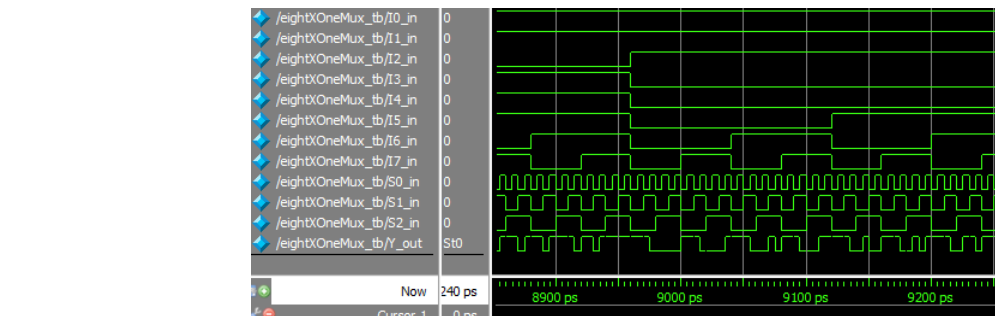 /eightXOneMux_tb/I0_in 0
/eightXOneMux_tb/I1_in 0
/eightXOneMux_tb/I2_in 0
/eightXOneMux_tb/I3_in 0
/eightXOneMux_tb/I4_in 0
/eightXOneMux_tb/I5_in 0
/eightXOneMux_tb/I6_in 0
/eightXOneMux_tb/I7_in 0
/eightXOneMux_tb/S0_in 0
/eightXOneMux_tb/S1_in 0
/eightXOneMux_tb/S2_in 0
/eightXOneMux_tb/Y_out St0
Now 240 ps
8900 ps 9000 ps 9100 ps 9200 ps
Cursor 1 0 ps